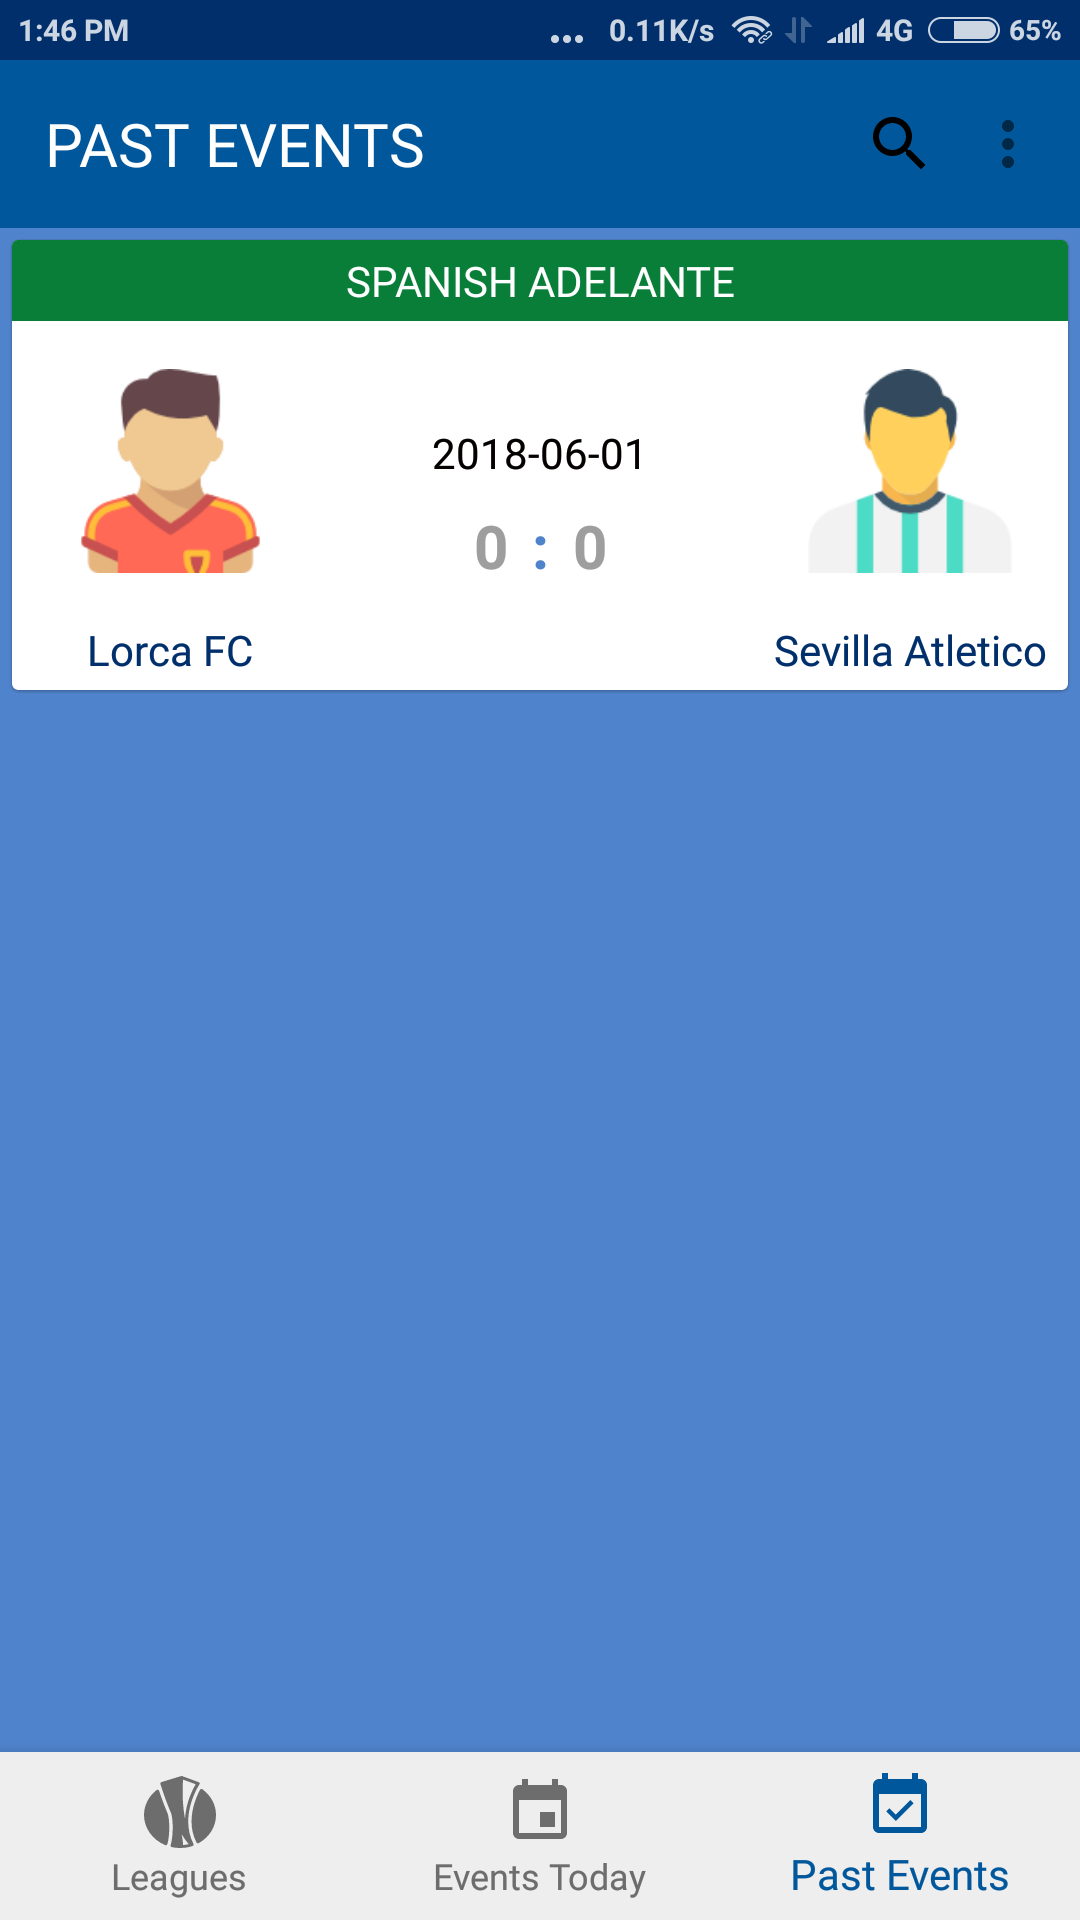 1:46 PM ... 0.11K/s 4G 65%
PAST EVENTS
SPANISH ADELANTE
2018-06-01
0 : 0
Lorca FC Sevilla Atletico
Leagues Events Today Past Events